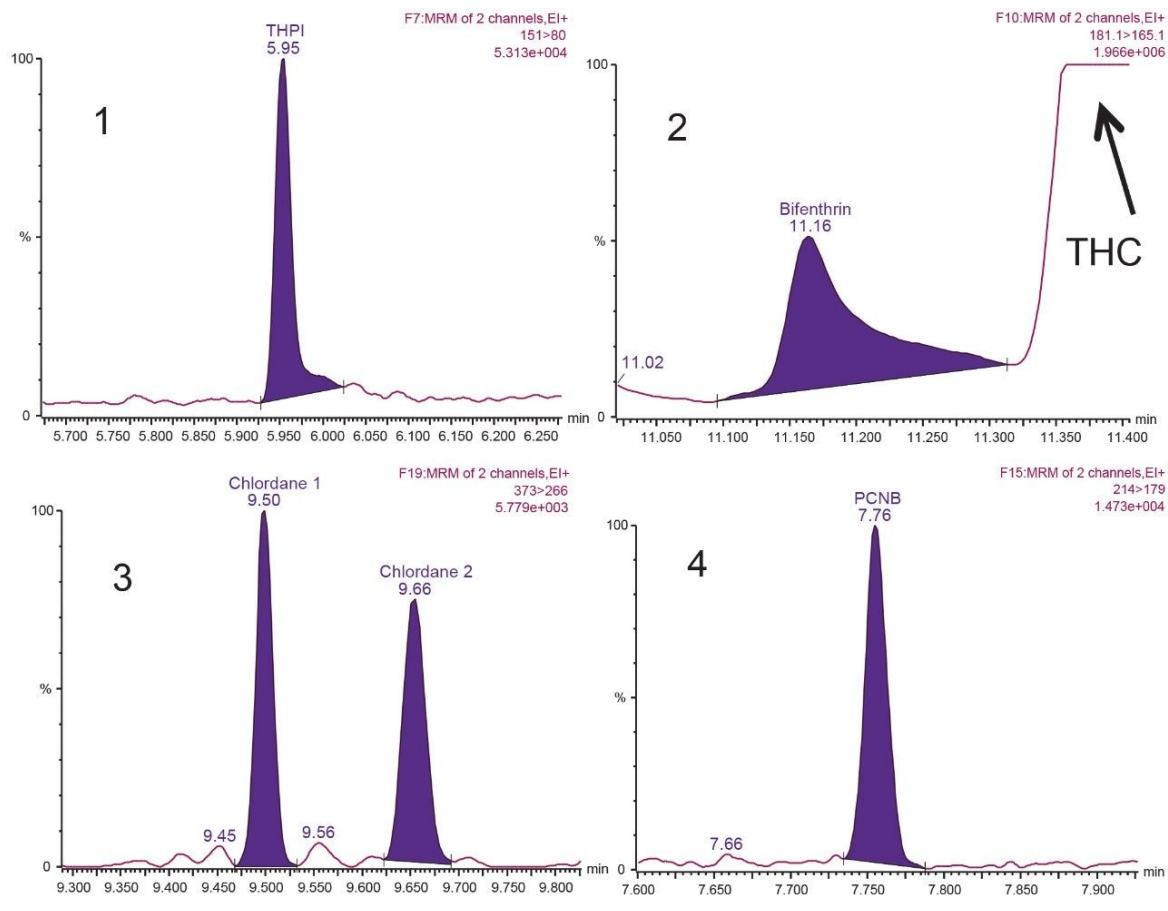 F7:MRM of 2 channels,EI+
151>80
5.313e+004
THPI
5.95
100
1
%
0
5.700 5.750 5.800 5.850 5.900 5.950 6.000 6.050 6.100 6.150 6.200 6.250 min
F10:MRM of 2 channels,EI+
181.1>165.1
1.966e+006
100
2
Bifenthrin
11.16
%
THC
11.02
0
11.050 11.100 11.150 11.200 11.250 11.300 11.350 11.400 min
F19:MRM of 2 channels,EI+
373>266
5.779e+003
Chlordane 1
9.50
100
3
Chlordane 2
9.66
%
9.45
9.56
0
9.300 9.350 9.400 9.450 9.500 9.550 9.600 9.650 9.700 9.750 9.800 min
F15:MRM of 2 channels,EI+
214>179
1.473e+004
PCNB
7.76
100
4
%
7.66
0
7.600 7.650 7.700 7.750 7.800 7.850 7.900 min